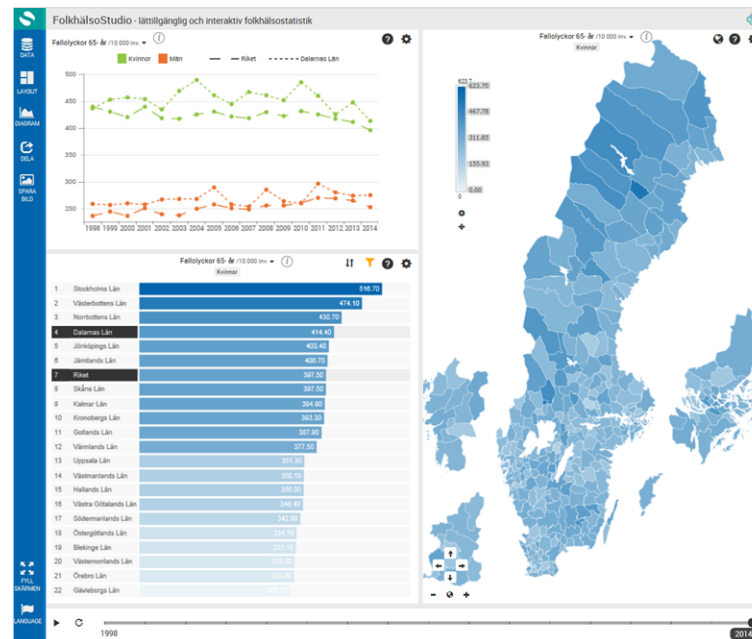 FolkhälsoStudio - lättillgänglig och interaktiv folkhälsostatistik
DATA
LAYOUT
DIAGRAM
DELA
SPARA
BILD
FYLL
SKÄRMEN
LANGUAGE
Fallolyckor 65- år /10 000 inv.
Kvinnor Män Riket Dalarnas Län
500
450
400
350
300
250
1998 1999 2000 2001 2002 2003 2004 2005 2006 2007 2008 2009 2010 2011 2012 2013 2014
Fallolyckor 65- år /10 000 inv.
Kvinnor
1 Stockholms Län 516.70
2 Västerbottens Län 474.10
3 Norrbottens Län 430.70
4 Dalarnas Län 414.40
5 Jönköpings Län 403.40
6 Jämtlands Län 400.70
7 Riket 397.50
8 Skåne Län 397.50
9 Kalmar Län 394.90
10 Kronobergs Län 393.30
11 Gotlands Län 387.90
12 Värmlands Län 377.50
13 Uppsala Län
14 Västmanlands Län
15 Hallands Län
16 Västra Götalands Län 348.40
17 Södermanlands Län
18 Östergötlands Län
19 Blekinge Län
20 Västernorrlands Län
21 Örebro Län
22 Gävleborgs Län
Fallolyckor 65- år /10 000 inv.
Kvinnor
623.7
623.70
467.78
311.85
155.93
0.00
0
1998
2014